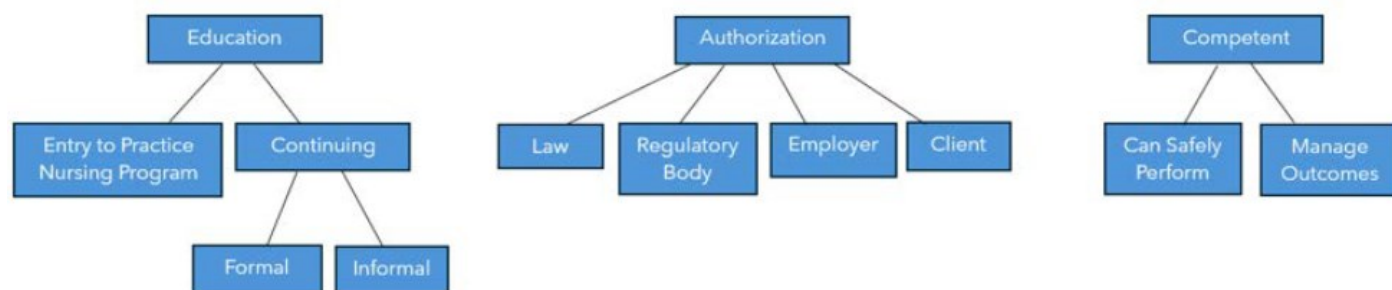 Education
Authorization
Competent
Entry to Practice
Nursing Program
Continuing
Law
Regulatory
Body
Employer
Client
Can Safely
Perform
Manage
Outcomes
Formal
Informal